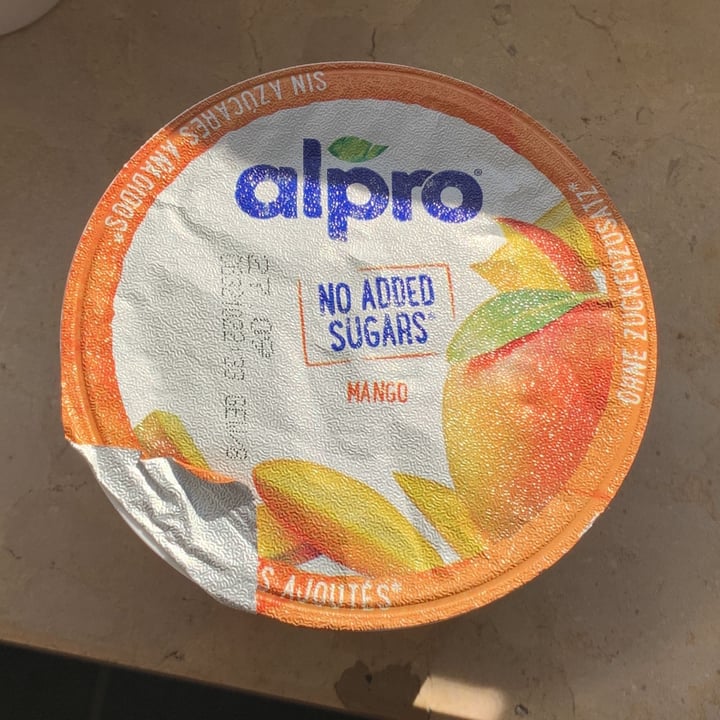 alpro
NO ADDED
SUGARS*
MANGO
SIN AZÚCARES AÑADIDOS*
OHNE ZUCKERZUSATZ*
S AJOUTÉS*